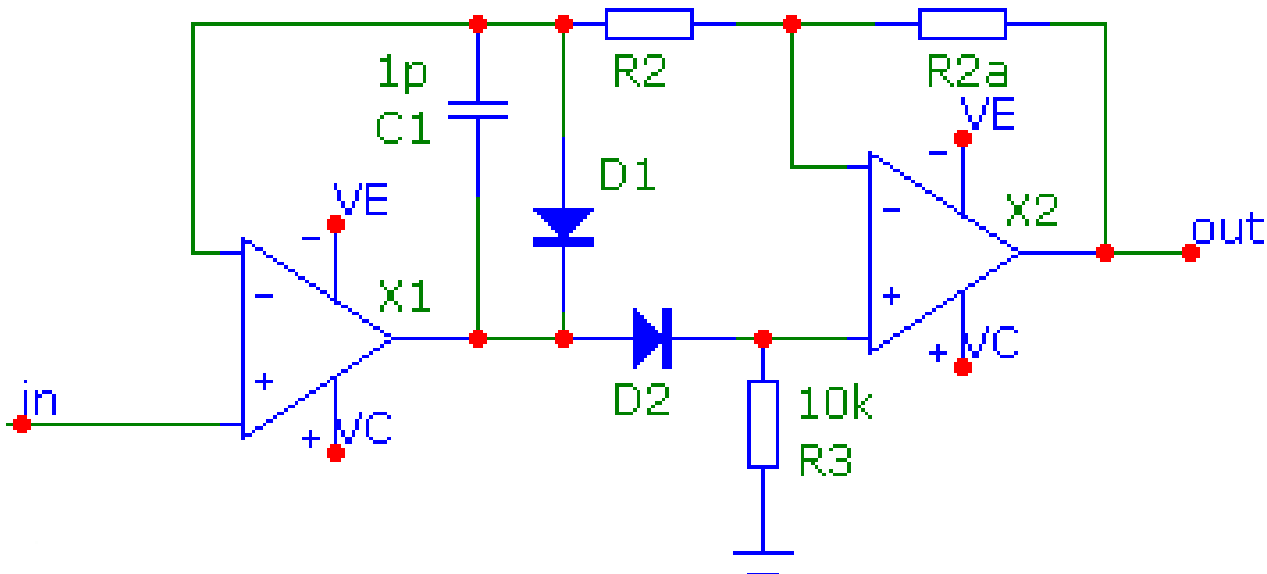 R2
R2a
1p
C1
VE
-
D1
VE
-
X2
-
out
X1
-
+
+
VC
in
+
VC
D2
+
10k
R3